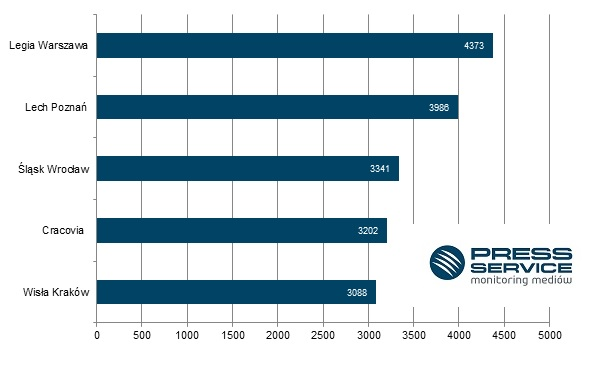 Legia Warszawa
4373
Lech Poznań
3986
Śląsk Wrocław
3341
Cracovia
3202
Wisła Kraków
3088
PRESS
SERVICE
monitoring mediów
0 500 1000 1500 2000 2500 3000 3500 4000 4500 5000